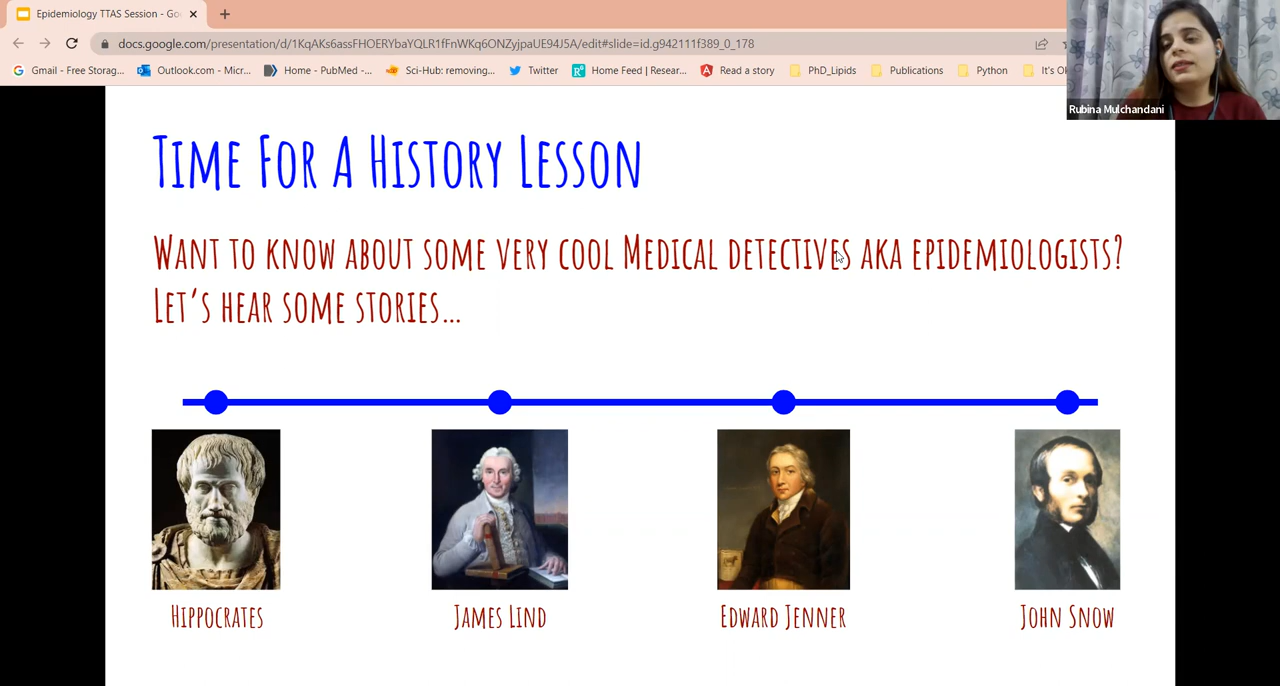 Epidemiology TTAS Session - Go
docs.google.com/presentation/d/1KqAKs6assFHOERYbaYQLR1fFnWKq6ONZyjpaUE94J5A/edit#slide=id.g942111f389_0_178
Gmail - Free Storag... Outlook.com - Micr... Home - PubMed -... Sci-Hub: removing... Twitter Home Feed | Resear... Read a story PhD_Lipids Publications Python It's Ok
Rubina Mulchandani
Time For A History Lesson
Want to know about some very cool Medical detectives aka epidemiologists?
Let's hear some stories...
Hippocrates James Lind Edward Jenner John Snow